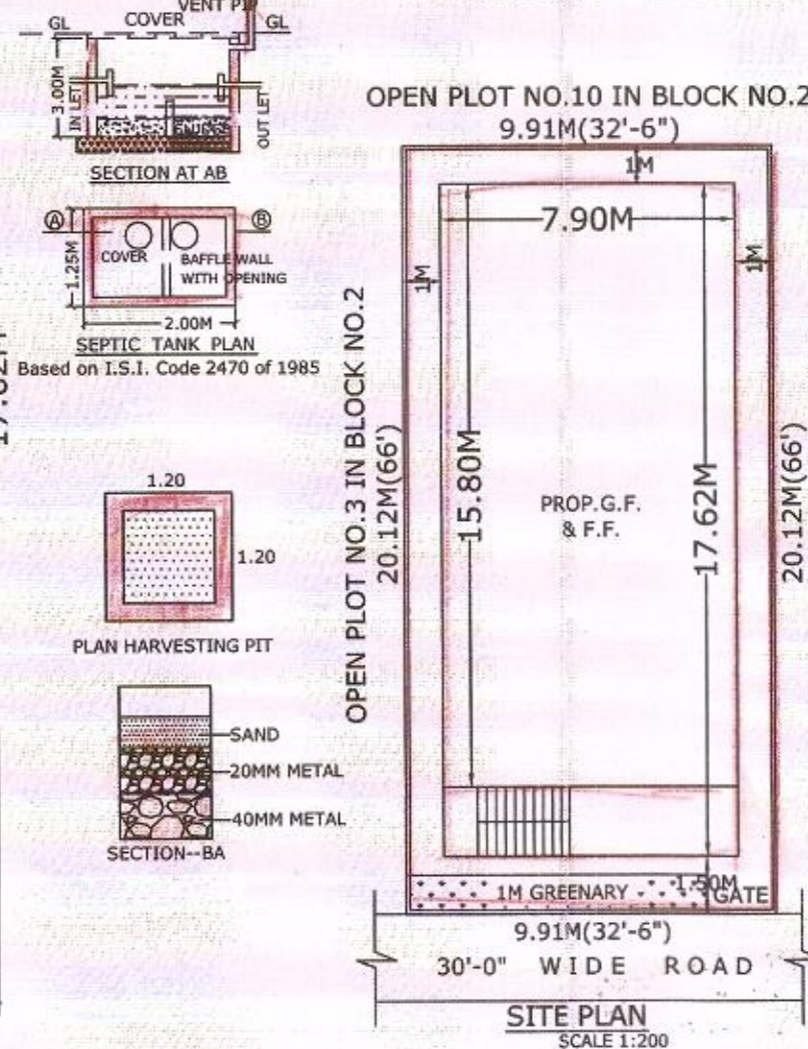 VENT PIP
GL
COVER
GL
3.00M
IN LET
OUT LET
SECTION AT AB
A
B
COVER
BAFFLE WALL
WITH OPENING
1.25M
2.00M
SEPTIC TANK PLAN
Based on I.S.I. Code 2470 of 1985
1.20
1.20
PLAN HARVESTING PIT
SAND
20MM METAL
40MM METAL
SECTION--BA
OPEN PLOT NO.10 IN BLOCK NO.2
9.91M(32'-6")
1M
7.90M
1M
1M
OPEN PLOT NO.3 IN BLOCK NO.2
20.12M(66')
15.80M
PROP.G.F.
& F.F.
17.62M
20.12M(66')
1M GREENARY
1.50M
GATE
9.91M(32'-6")
30'-0" WIDE ROAD
SITE PLAN
SCALE 1:200